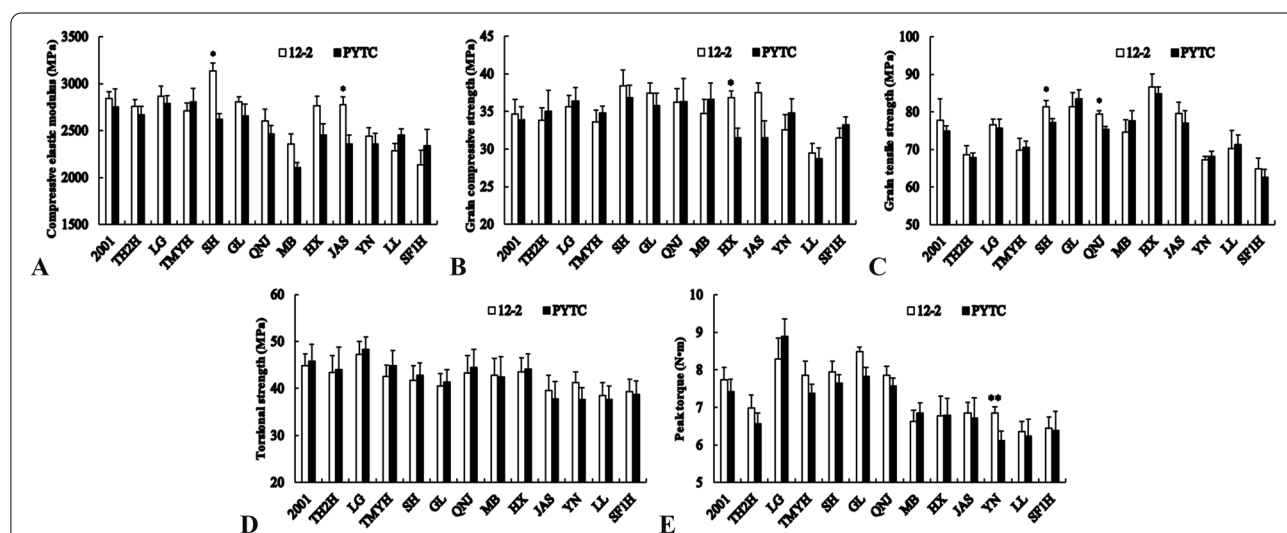 Compressive elastic modulus (MPa)
3500
3000
2500
2000
1500
12-2
PYTC
*
*
2001
TH2H
LG
TMYH
SH
GL
QNJ
MB
HX
JAS
YN
LL
SF1H
A
Grain compressive strength (MPa)
45
40
35
30
25
20
12-2
PYTC
*
2001
TH2H
LG
TMYH
SH
GL
QNJ
MB
HX
JAS
YN
LL
SF1H
B
Grain tensile strength (MPa)
100
90
80
70
60
50
12-2
PYTC
*
*
2001
TH2H
LG
TMYH
SH
GL
QNJ
MB
HX
JAS
YN
LL
SF1H
C
Torsional strength (MPa)
60
50
40
30
20
12-2
PYTC
2001
TH2H
LG
TMYH
SH
GL
QNJ
MB
HX
JAS
YN
LL
SF1H
D
Peak torque (N•m)
10
9
8
7
6
5
12-2
PYTC
**
2001
TH2H
LG
TMYH
SH
GL
QNJ
MB
HX
JAS
YN
LL
SF1H
E